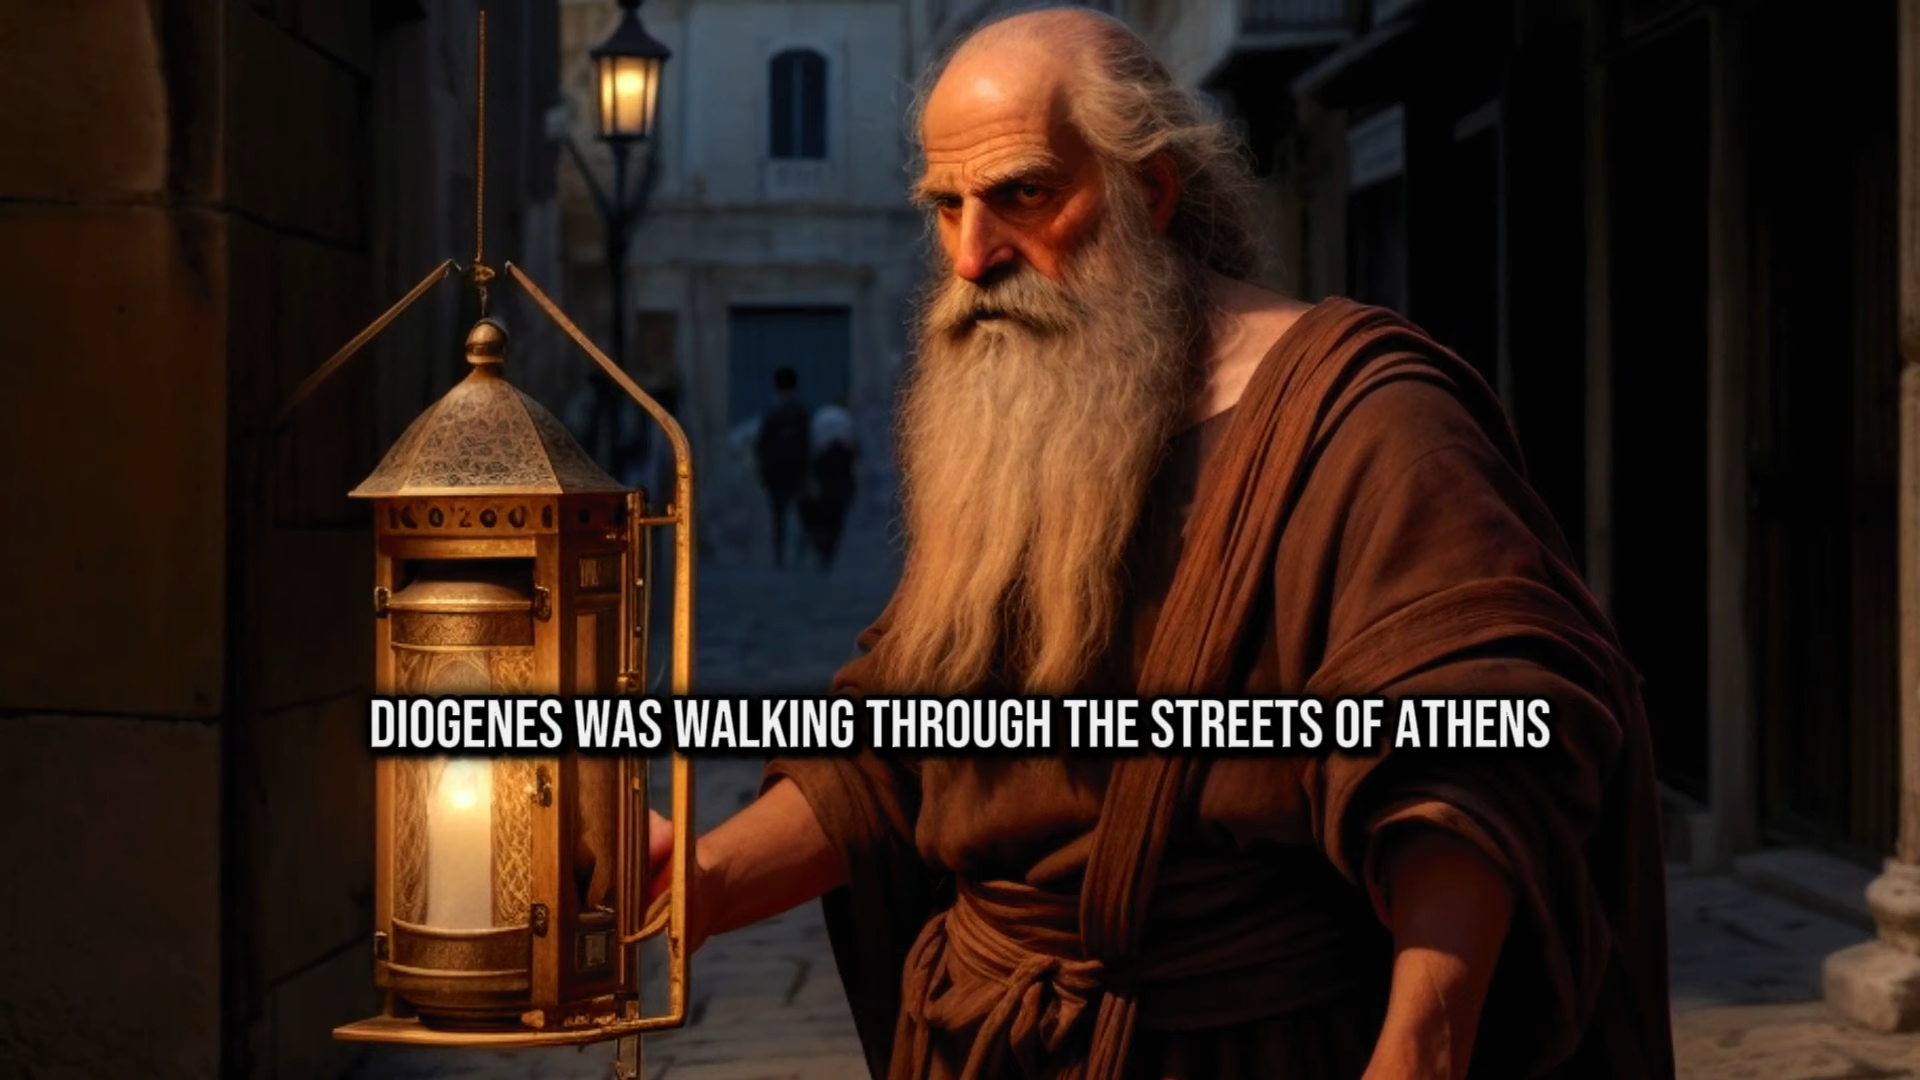 DIOGENES WAS WALKING THROUGH THE STREETS OF ATHENS